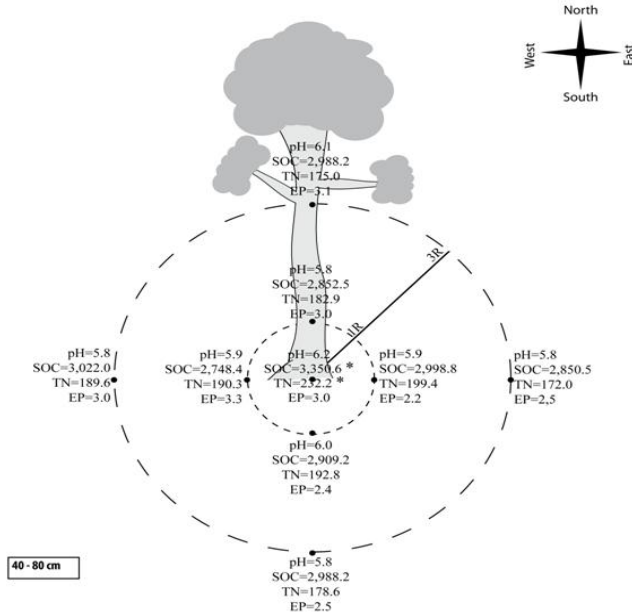 North
West
East
South
pH=6.1
SOC=2,988.2
TN=175.0
EP=3.1
3R
pH=5.8
SOC=2,852.5
TN=182.9
EP=3.0
1R
pH=5.8
SOC=3,022.0
TN=189.6
EP=3.0
pH=5.9
SOC=2,748.4
TN=190.3
EP=3.3
pH=6.2
SOC=3,350.6 *
TN=232.2 *
EP=3.0
pH=5.9
SOC=2,998.8
TN=199.4
EP=2.2
pH=5.8
SOC=2,850.5
TN=172.0
EP=2,5
pH=6.0
SOC=2,909.2
TN=192.8
EP=2.4
40 - 80 cm
pH=5.8
SOC=2,988.2
TN=178.6
EP=2.5